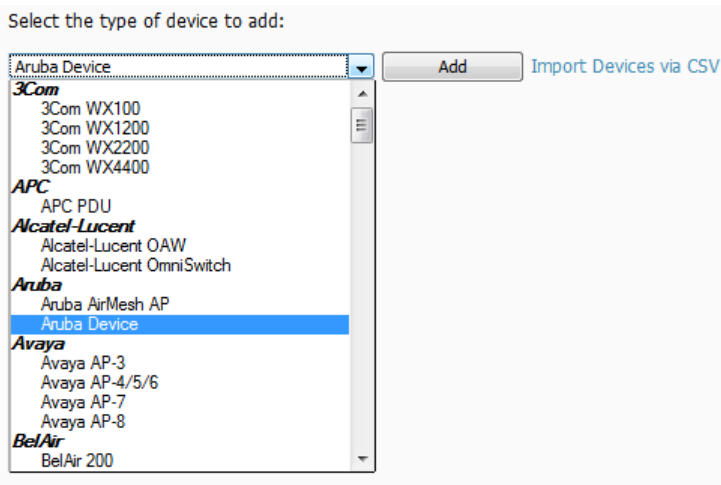 Select the type of device to add:
Aruba Device Add Import Devices via CSV
3Com
3Com WX100
3Com WX1200
3Com WX2200
3Com WX4400
APC
APC PDU
Alcatel-Lucent
Alcatel-Lucent OAW
Alcatel-Lucent OmniSwitch
Aruba
Aruba AirMesh AP
Aruba Device
Avaya
Avaya AP-3
Avaya AP-4/5/6
Avaya AP-7
Avaya AP-8
BelAir
BelAir 200